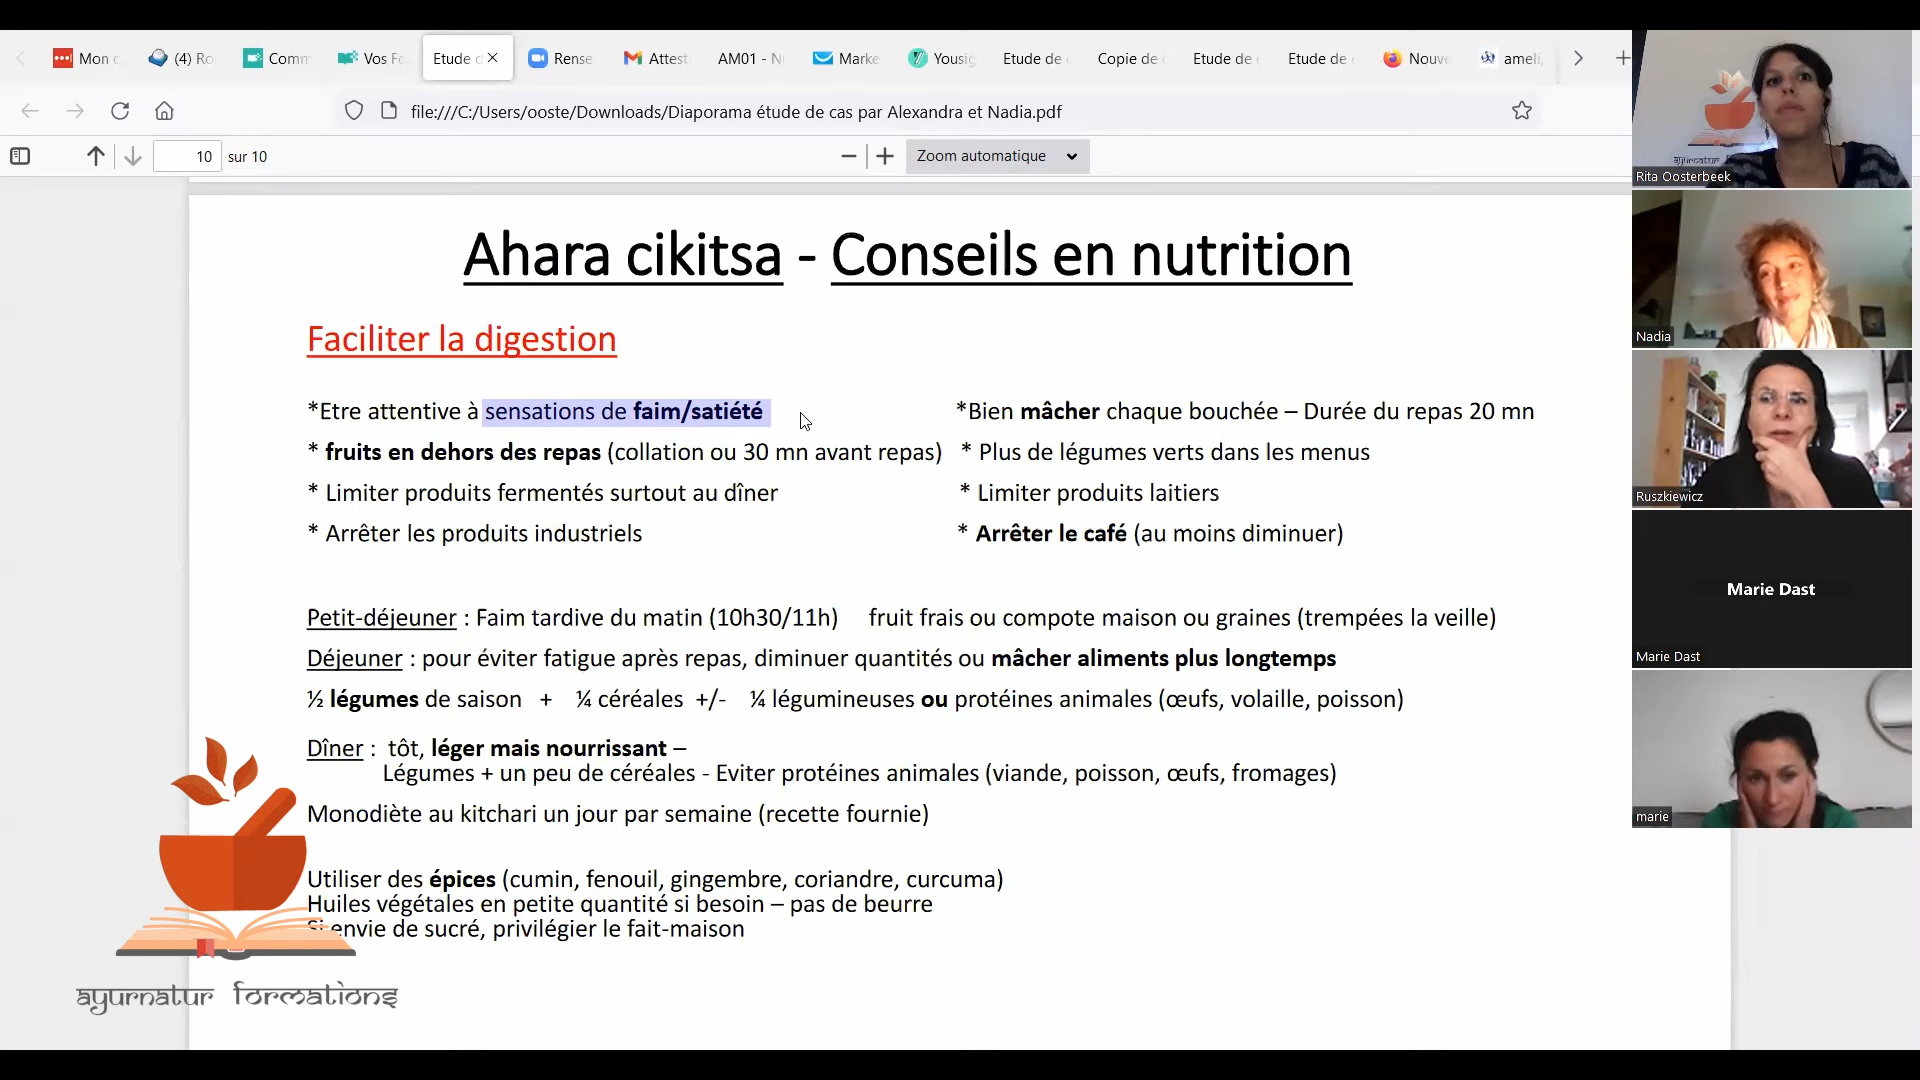 Mon c
(4) Ro
Comm
Vos Fo
Etude d
Rense
Attest
AM01 - N
Marke
Yousig
Etude de
Copie de
Etude de
Etude de
Nouve
ameli,
file:///C:/Users/ooste/Downloads/Diaporama étude de cas par Alexandra et Nadia.pdf
10 sur 10
Zoom automatique
Ahara cikitsa - Conseils en nutrition
Faciliter la digestion
*Etre attentive à sensations de faim/satiété *Bien mâcher chaque bouchée – Durée du repas 20 mn
* fruits en dehors des repas (collation ou 30 mn avant repas) * Plus de légumes verts dans les menus
* Limiter produits fermentés surtout au dîner * Limiter produits laitiers
* Arrêter les produits industriels * Arrêter le café (au moins diminuer)
Petit-déjeuner : Faim tardive du matin (10h30/11h) fruit frais ou compote maison ou graines (trempées la veille)
Déjeuner : pour éviter fatigue après repas, diminuer quantités ou mâcher aliments plus longtemps
½ légumes de saison + ¼ céréales +/- ¼ légumineuses ou protéines animales (œufs, volaille, poisson)
Dîner : tôt, léger mais nourrissant –
Légumes + un peu de céréales - Eviter protéines animales (viande, poisson, œufs, fromages)
Monodiète au kitchari un jour par semaine (recette fournie)
Utiliser des épices (cumin, fenouil, gingembre, coriandre, curcuma)
Huiles végétales en petite quantité si besoin – pas de beurre
Si envie de sucré, privilégier le fait-maison
ayurnatur formations
ayurnatur
Rita Oosterbeek
Nadia
Ruszkiewicz
Marie Dast
Marie Dast
marie